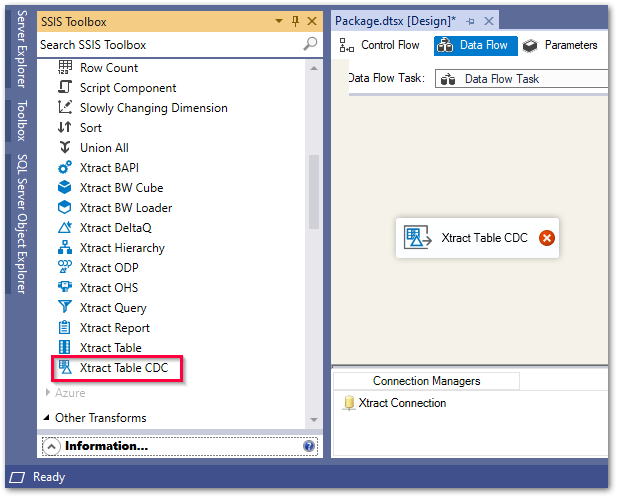 Server Explorer
Toolbox
SQL Server Object Explorer
SSIS Toolbox
Search SSIS Toolbox
Row Count
Script Component
Slowly Changing Dimension
Sort
Union All
Xtract BAPI
Xtract BW Cube
Xtract BW Loader
Xtract DeltaQ
Xtract Hierarchy
Xtract ODP
Xtract OHS
Xtract Query
Xtract Report
Xtract Table
Xtract Table CDC
Azure
Other Transforms
Information...
Package.dtsx [Design]*
Control Flow Data Flow Parameters
Data Flow Task: Data Flow Task
Xtract Table CDC
Connection Managers
Xtract Connection
Ready